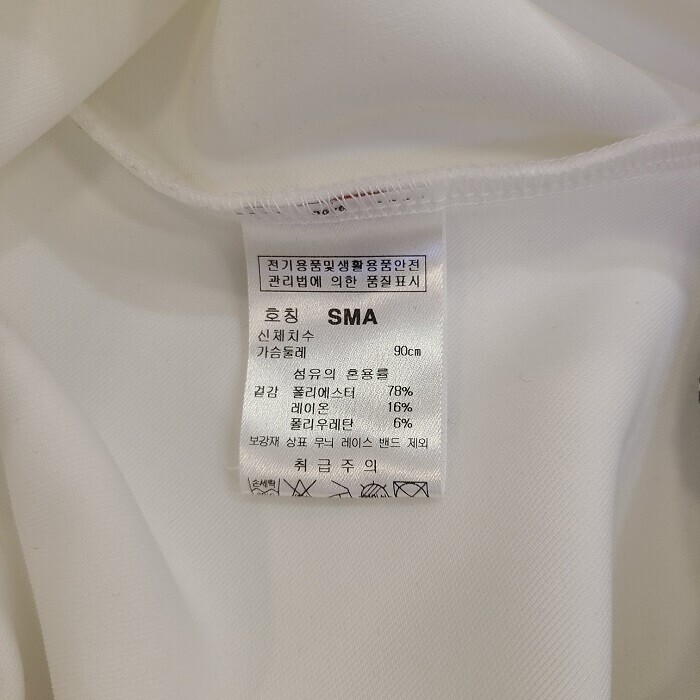 전기용품및생활용품안전
관리법에 의한 품질표시
호칭 SMA
신체치수
가슴둘레 90cm
섬유의 혼용률
겉감 폴리에스터 78%
레이온 16%
폴리우레탄 6%
보강재 상표 무늬 레이스 밴드 제외
취급주의
손세탁